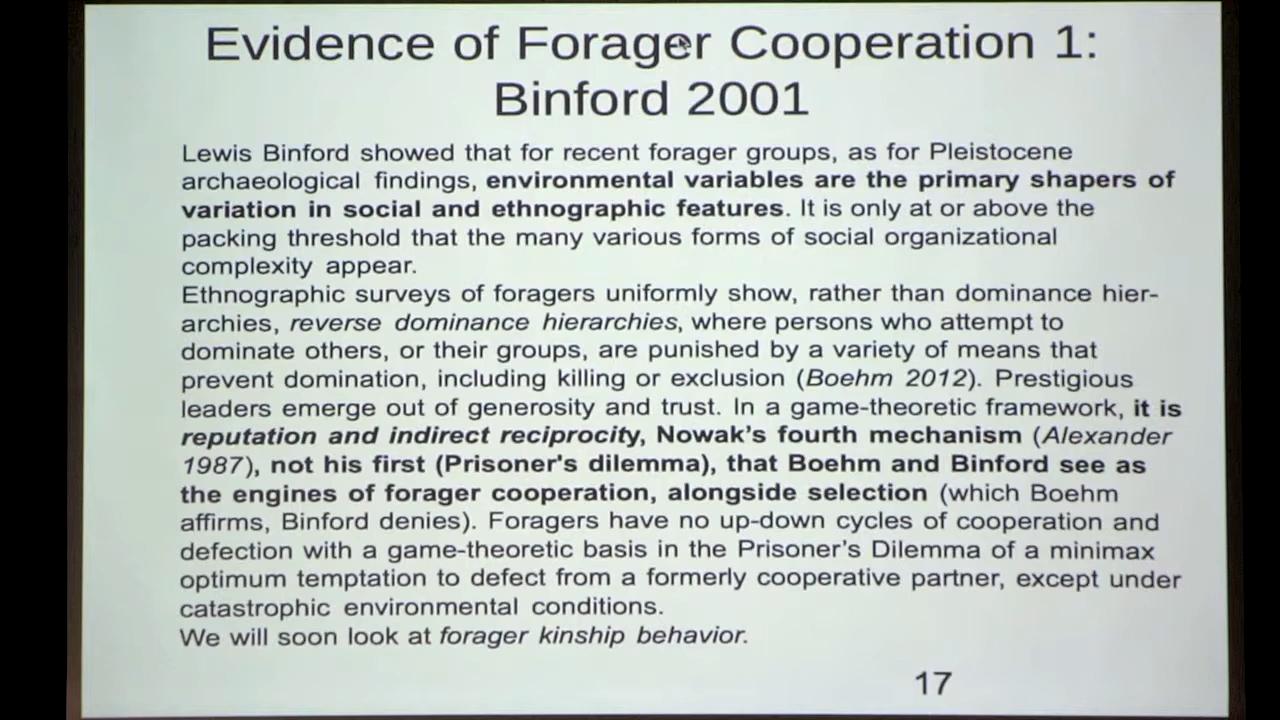 Evidence of Forager Cooperation 1:
Binford 2001
Lewis Binford showed that for recent forager groups, as for Pleistocene
archaeological findings, environmental variables are the primary shapers of
variation in social and ethnographic features. It is only at or above the
packing threshold that the many various forms of social organizational
complexity appear.
Ethnographic surveys of foragers uniformly show, rather than dominance hier-
archies, reverse dominance hierarchies, where persons who attempt to
dominate others, or their groups, are punished by a variety of means that
prevent domination, including killing or exclusion (Boehm 2012). Prestigious
leaders emerge out of generosity and trust. In a game-theoretic framework, it is
reputation and indirect reciprocity, Nowak's fourth mechanism (Alexander
1987), not his first (Prisoner's dilemma), that Boehm and Binford see as
the engines of forager cooperation, alongside selection (which Boehm
affirms, Binford denies). Foragers have no up-down cycles of cooperation and
defection with a game-theoretic basis in the Prisoner's Dilemma of a minimax
optimum temptation to defect from a formerly cooperative partner, except under
catastrophic environmental conditions.
We will soon look at forager kinship behavior.
17